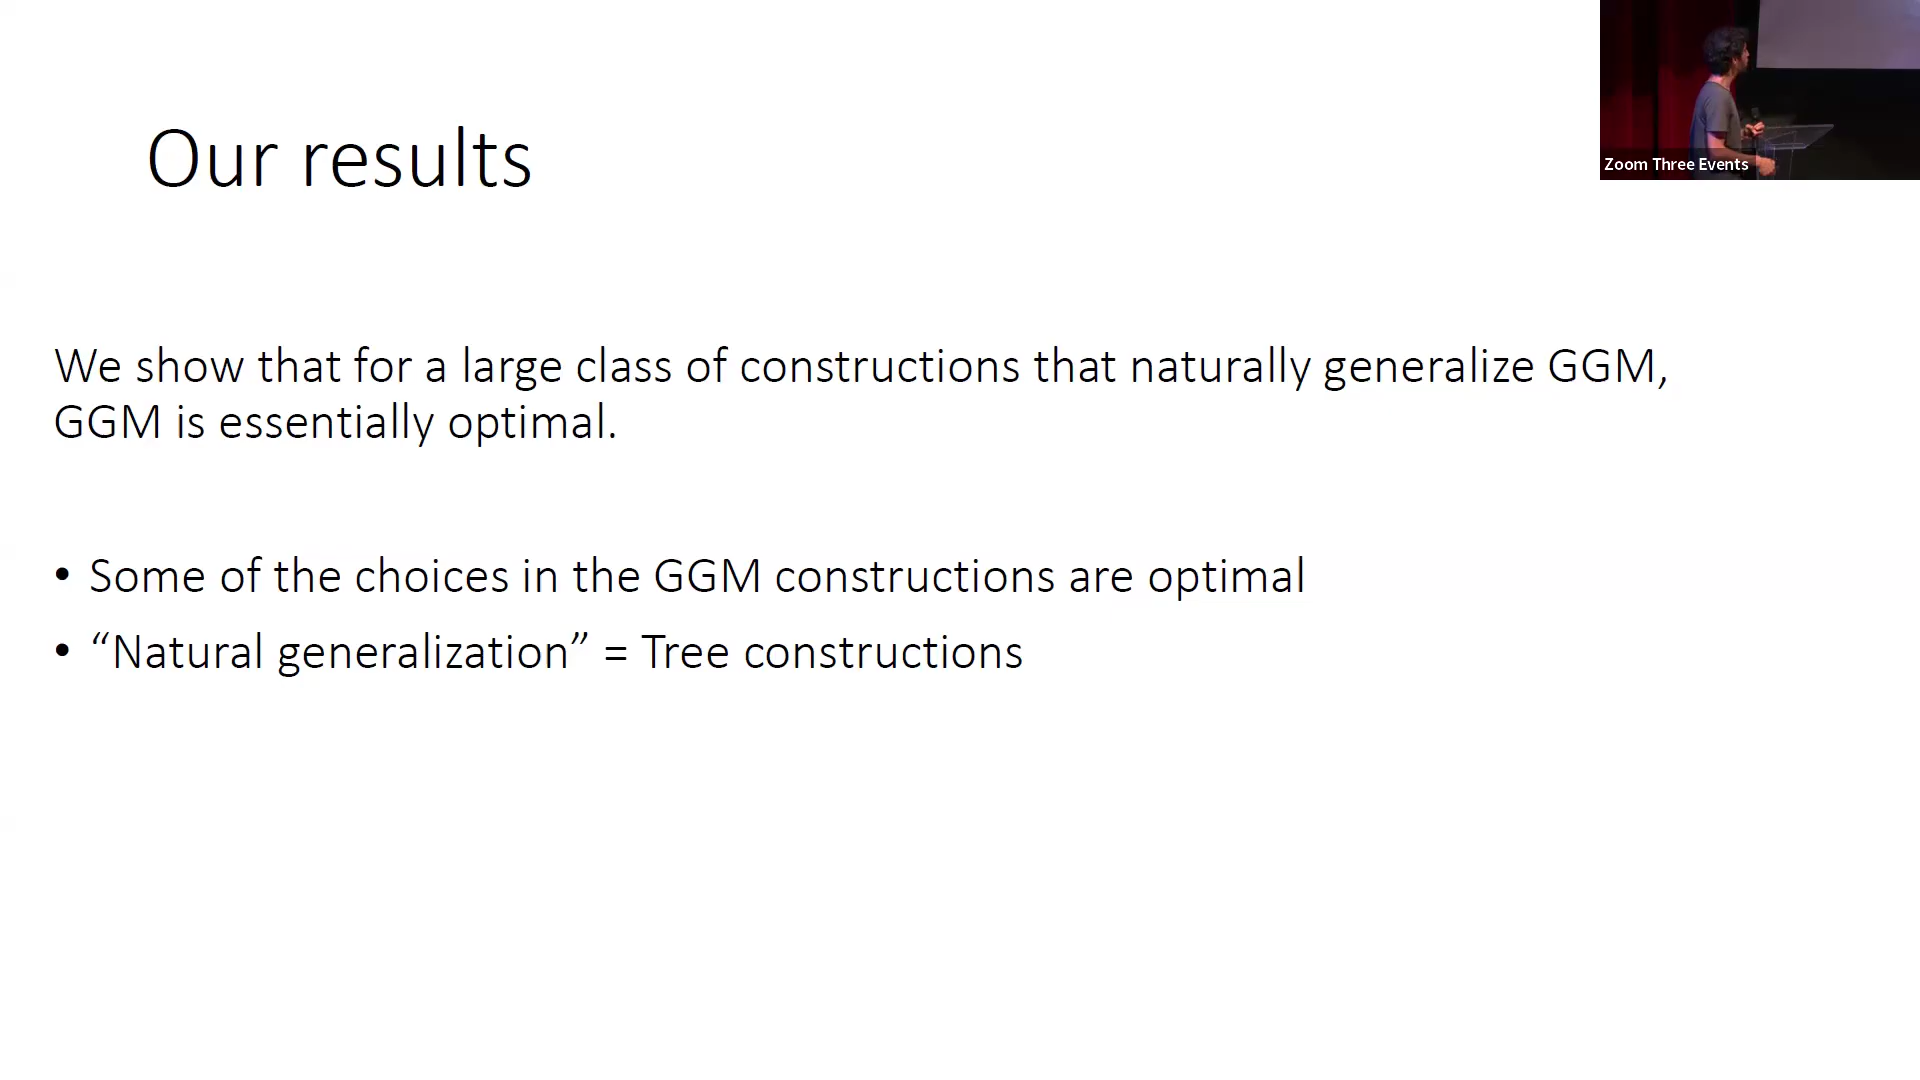 Our results
Zoom Three Events
We show that for a large class of constructions that naturally generalize GGM,
GGM is essentially optimal.
• Some of the choices in the GGM constructions are optimal
• “Natural generalization” = Tree constructions